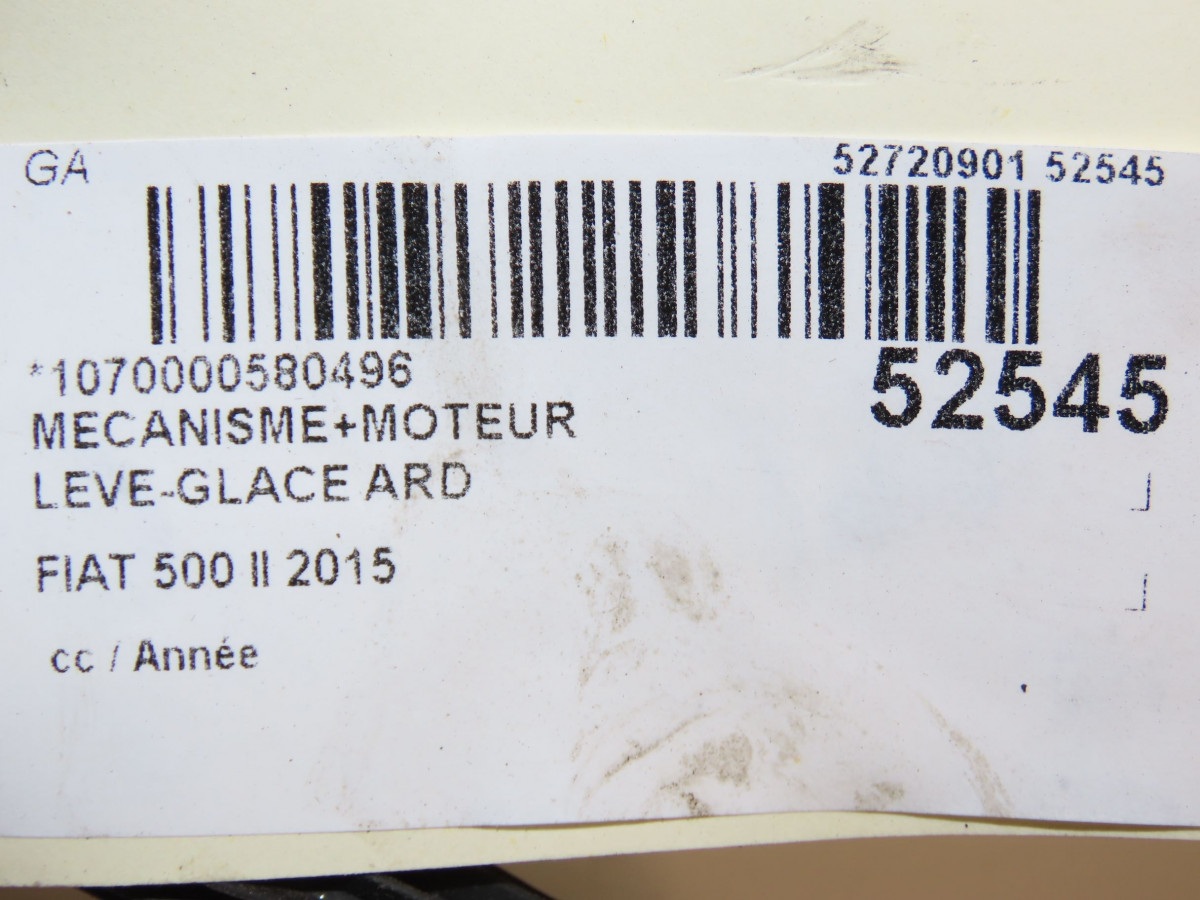 GA 52720901 52545
*1070000580496
52545
MECANISME+MOTEUR
LEVE-GLACE ARD
FIAT 500 II 2015
cc / Année